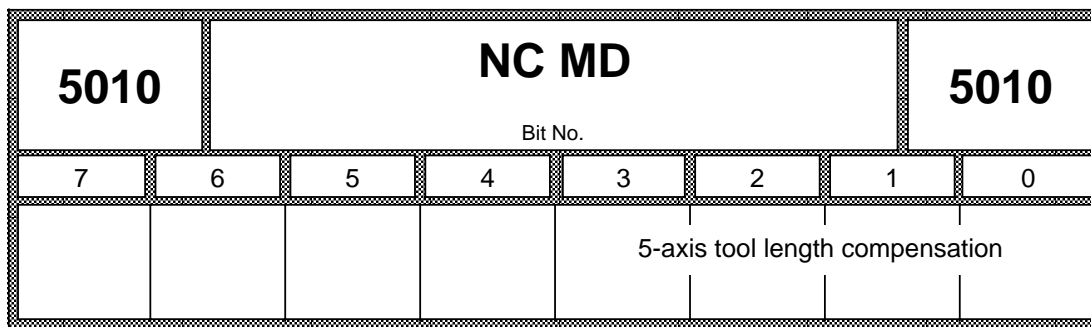 NC MD
5010 5010
Bit No.
7 6 5 4 3 2 1 0
5-axis tool length compensation